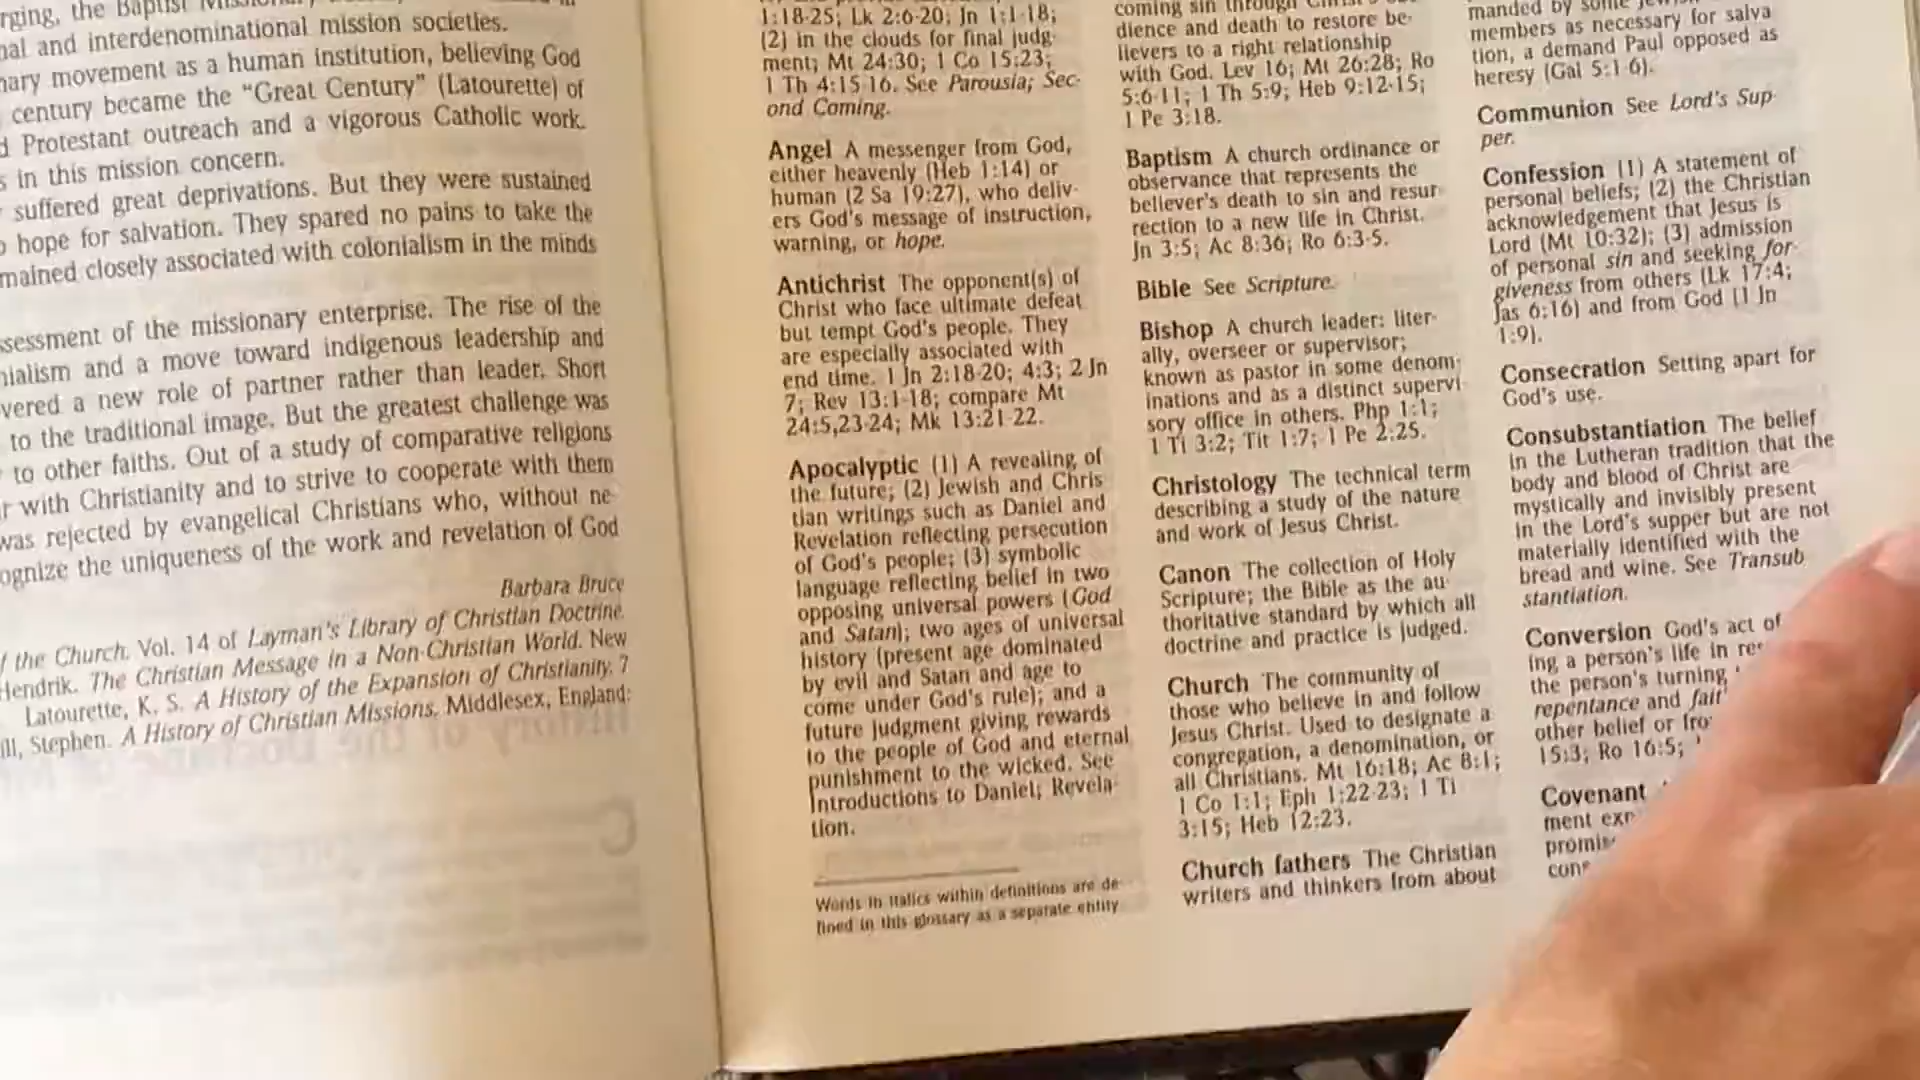 rging, the Baptist Missionary
nal and interdenominational mission societies.
nary movement as a human institution, believing God
century became the “Great Century” (Latourette) of
d Protestant outreach and a vigorous Catholic work.
s in this mission concern.
suffered great deprivations. But they were sustained
o hope for salvation. They spared no pains to take the
mained closely associated with colonialism in the minds
ssessment of the missionary enterprise. The rise of the
nialism and a move toward indigenous leadership and
vered a new role of partner rather than leader. Short
to the traditional image. But the greatest challenge was
to other faiths. Out of a study of comparative religions
r with Christianity and to strive to cooperate with them
was rejected by evangelical Christians who, without ne-
ognize the uniqueness of the work and revelation of God
Barbara Bruce
f the Church. Vol. 14 of Layman's Library of Christian Doctrine.
Hendrik. The Christian Message in a Non-Christian World. New
Latourette, K. S. A History of the Expansion of Christianity. 7
ill, Stephen. A History of Christian Missions. Middlesex, England:
1:18-25; Lk 2:6-20; Jn 1:1-18;
(2) in the clouds for final judg-
ment; Mt 24:30; 1 Co 15:23;
1 Th 4:15-16. See Parousia; Sec-
ond Coming.
Angel A messenger from God,
either heavenly (Heb 1:14) or
human (2 Sa 19:27), who deliv-
ers God's message of instruction,
warning, or hope.
Antichrist The opponent(s) of
Christ who face ultimate defeat
but tempt God's people. They
are especially associated with
end time. 1 Jn 2:18-20; 4:3; 2 Jn
7; Rev 13:1-18; compare Mt
24:5,23-24; Mk 13:21-22.
Apocalyptic (1) A revealing of
the future; (2) Jewish and Chris-
tian writings such as Daniel and
Revelation reflecting persecution
of God's people; (3) symbolic
language reflecting belief in two
opposing universal powers (God
and Satan); two ages of universal
history (present age dominated
by evil and Satan and age to
come under God's rule); and a
future judgment giving rewards
to the people of God and eternal
punishment to the wicked. See
Introductions to Daniel; Revela-
tion.
Words in italics within definitions are de-
fined in this glossary as a separate entity
coming sin through Christ's obe-
dience and death to restore be-
lievers to a right relationship
with God. Lev 16; Mt 26:28; Ro
5:6-11; 1 Th 5:9; Heb 9:12-15;
1 Pe 3:18.
Baptism A church ordinance or
observance that represents the
believer's death to sin and resur-
rection to a new life in Christ.
Jn 3:5; Ac 8:36; Ro 6:3-5.
Bible See Scripture.
Bishop A church leader: liter-
ally, overseer or supervisor;
known as pastor in some denom-
inations and as a distinct supervi-
sory office in others. Php 1:1;
1 Ti 3:2; Tit 1:7; 1 Pe 2:25.
Christology The technical term
describing a study of the nature
and work of Jesus Christ.
Canon The collection of Holy
Scripture; the Bible as the au-
thoritative standard by which all
doctrine and practice is judged.
Church The community of
those who believe in and follow
Jesus Christ. Used to designate a
congregation, a denomination, or
all Christians. Mt 16:18; Ac 8:1;
1 Co 1:1; Eph 1:22-23; 1 Ti
3:15; Heb 12:23.
Church fathers The Christian
writers and thinkers from about
manded by some
members as necessary for salva-
tion, a demand Paul opposed as
heresy (Gal 5:1-6).
Communion See Lord's Sup-
per.
Confession (1) A statement of
personal beliefs; (2) the Christian
acknowledgement that Jesus is
Lord (Mt 10:32); (3) admission
of personal sin and seeking for-
giveness from others (Lk 17:4;
Jas 6:16) and from God (1 Jn
1:9).
Consecration Setting apart for
God's use.
Consubstantiation The belief
in the Lutheran tradition that the
body and blood of Christ are
mystically and invisibly present
in the Lord's supper but are not
materially identified with the
bread and wine. See Transub-
stantiation.
Conversion God's act of
ing a person's life in
the person's turning
repentance and
other belief or
15:3; Ro 16:5;
Covenant
ment